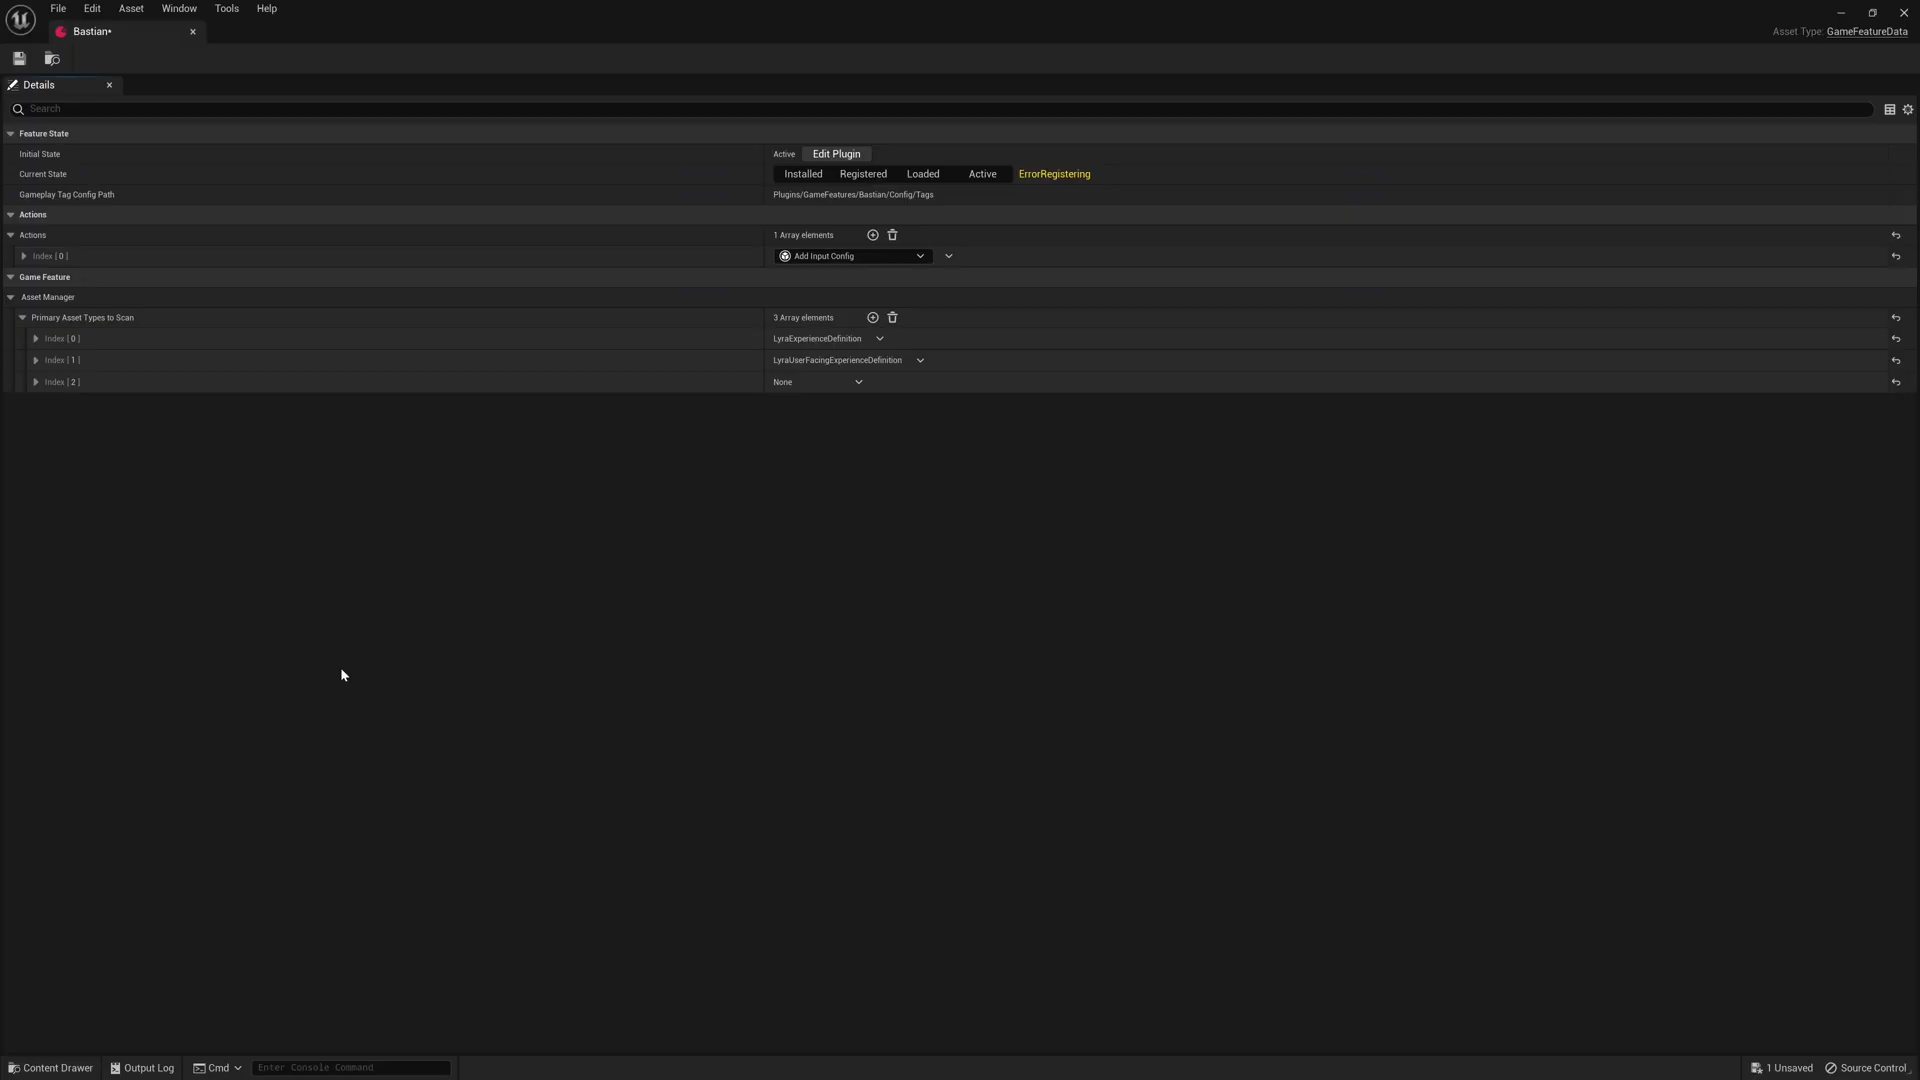 File Edit Asset Window Tools Help
Bastian*
Asset Type: GameFeatureData
Details
Search
Feature State
Initial State Active Edit Plugin
Current State Installed Registered Loaded Active ErrorRegistering
Gameplay Tag Config Path Plugins/GameFeatures/Bastian/Config/Tags
Actions
Actions 1 Array elements
Index [ 0 ] Add Input Config
Game Feature
Asset Manager
Primary Asset Types to Scan 3 Array elements
Index [ 0 ] LyraExperienceDefinition
Index [ 1 ] LyraUserFacingExperienceDefinition
Index [ 2 ] None
Content Drawer Output Log Cmd Enter Console Command 1 Unsaved Source Control